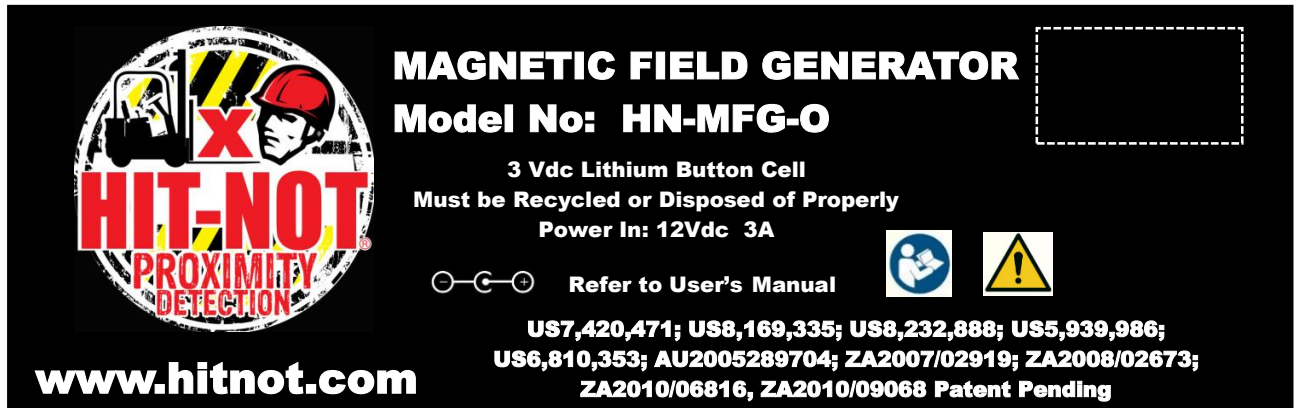 MAGNETIC FIELD GENERATOR
Model No: HN-MFG-O
3 Vdc Lithium Button Cell
Must be Recycled or Disposed of Properly
Power In: 12Vdc 3A
Refer to User's Manual
X
HIT-NOT®
PROXIMITY
DETECTION
www.hitnot.com
US7,420,471; US8,169,335; US8,232,888; US5,939,986;
US6,810,353; AU2005289704; ZA2007/02919; ZA2008/02673;
ZA2010/06816, ZA2010/09068 Patent Pending